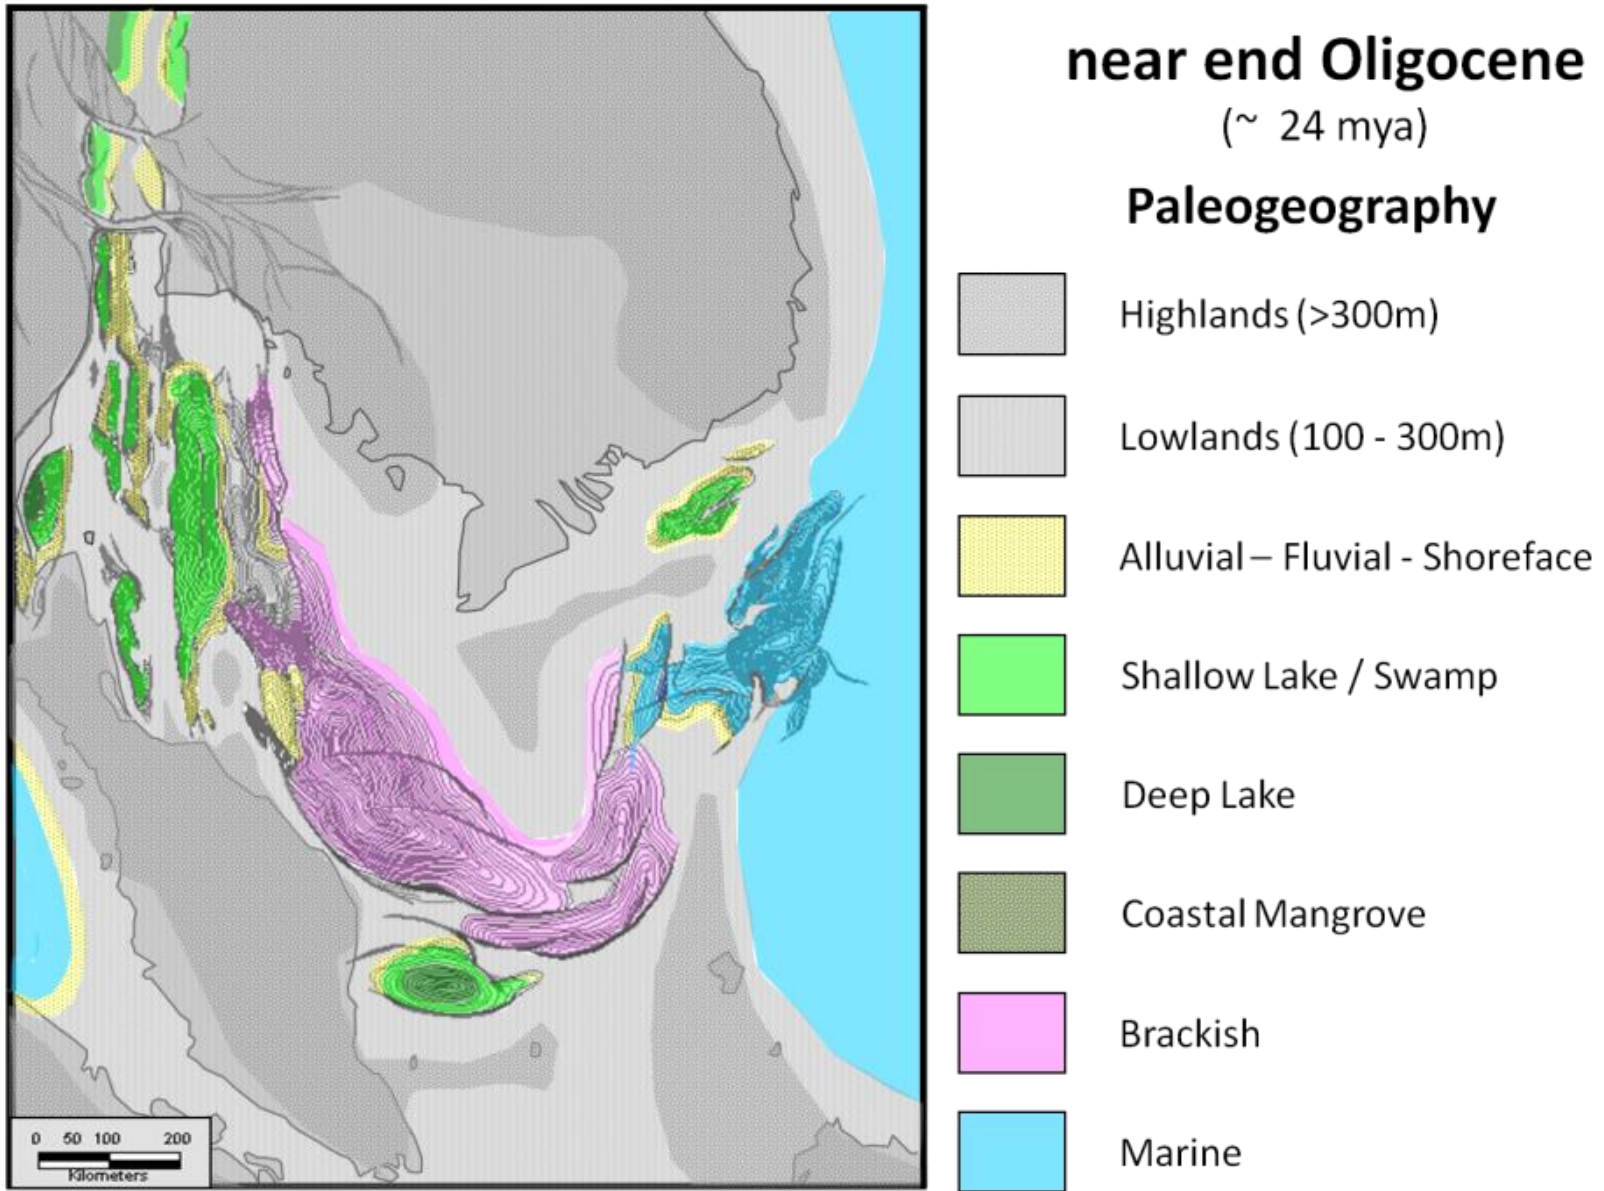 near end Oligocene
(~ 24 mya)
Paleogeography
Highlands (>300m)
Lowlands (100 - 300m)
Alluvial – Fluvial - Shoreface
Shallow Lake / Swamp
Deep Lake
Coastal Mangrove
Brackish
Marine
0 50 100 200
Kilometers